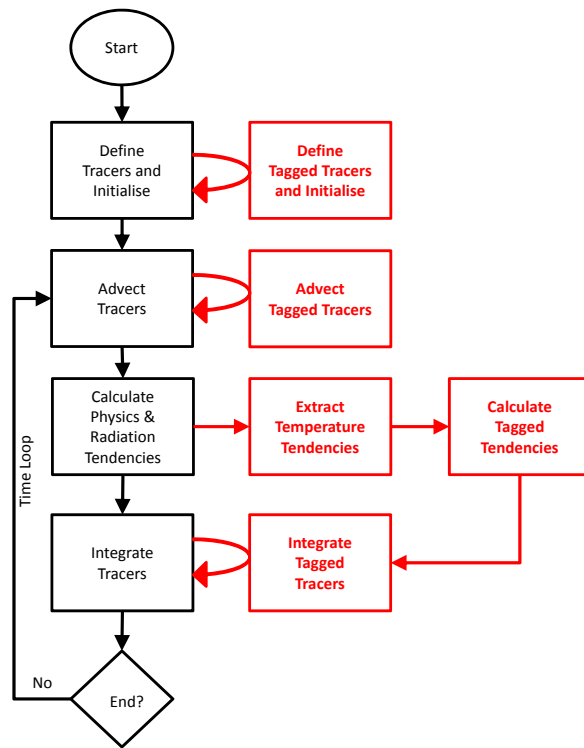 Start
Define
Tracers and
Initialise
Define
Tagged Tracers
and Initialise
Advect
Tracers
Advect
Tagged Tracers
Calculate
Physics &
Radiation
Tendencies
Extract
Temperature
Tendencies
Calculate
Tagged
Tendencies
Time Loop
Integrate
Tracers
Integrate
Tagged
Tracers
No
End?